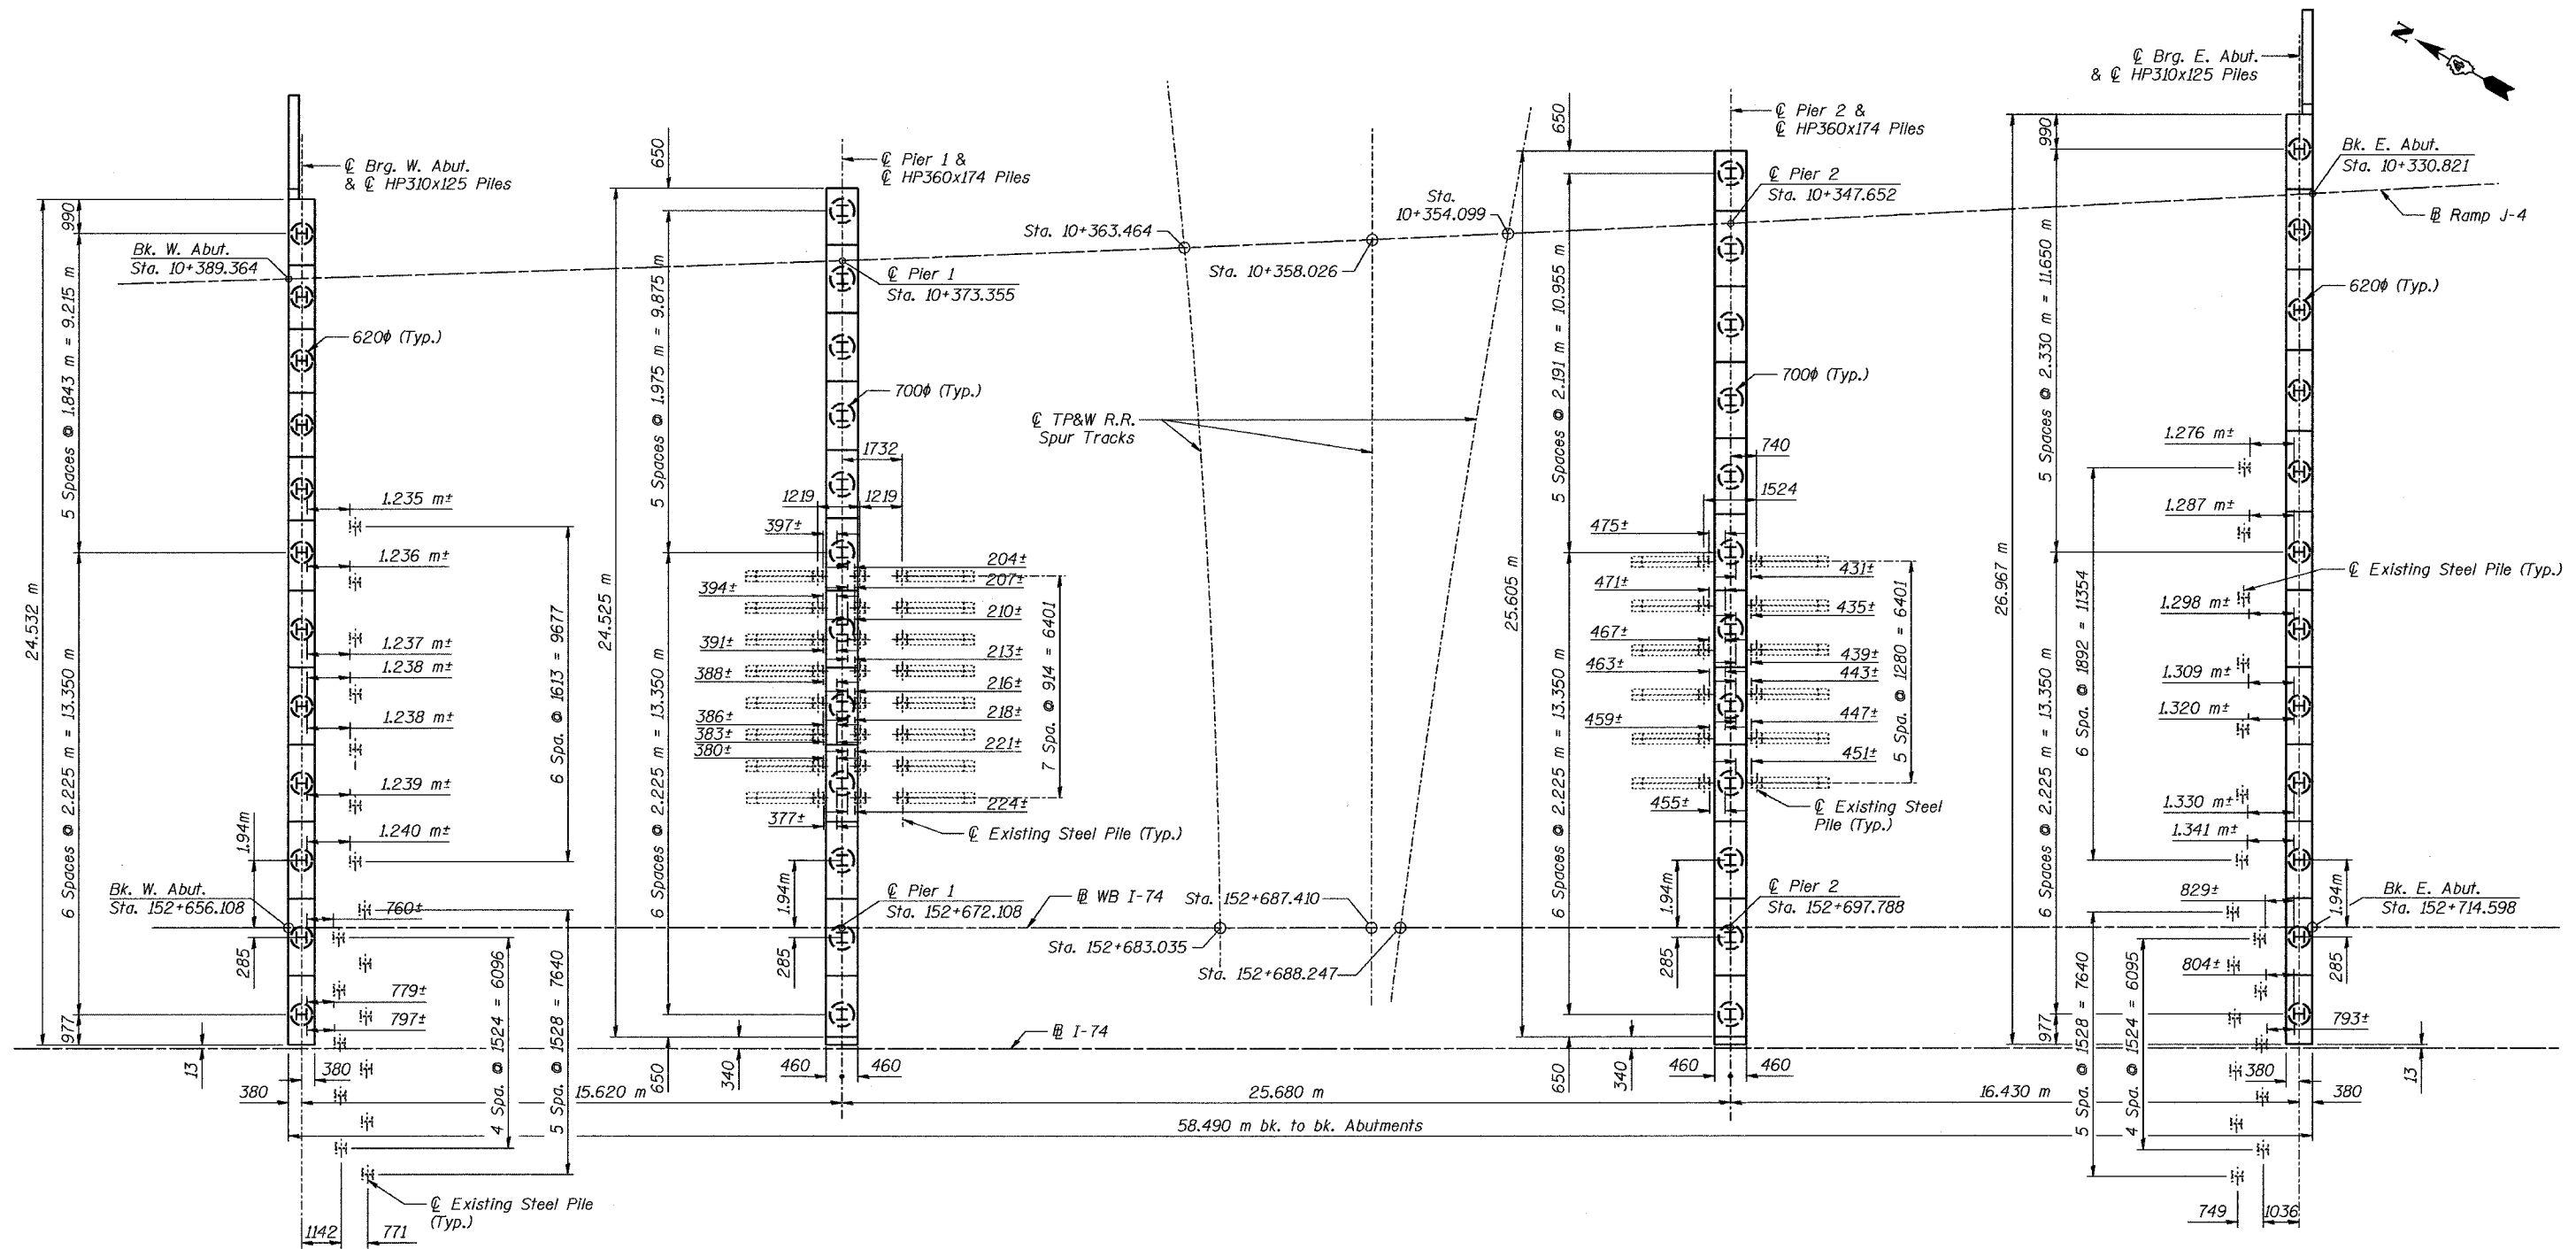 N
℄ Brg. E. Abut.
& ℄ HP310x125 Piles
℄ Pier 2 &
℄ HP360x174 Piles
℄ Brg. W. Abut.
& ℄ HP310x125 Piles
℄ Pier 1 &
℄ HP360x174 Piles
650
650
990
990
Bk. E. Abut.
Sta. 10+330.821
℄ Pier 2
Sta. 10+347.652
Sta.
10+354.099
Sta. 10+363.464
Sta. 10+358.026
Bk. W. Abut.
Sta. 10+389.364
℄ Pier 1
Sta. 10+373.355
Ramp J-4
620ϕ (Typ.)
620ϕ (Typ.)
700ϕ (Typ.)
700ϕ (Typ.)
5 Spaces @ 1.843 m = 9.215 m
5 Spaces @ 1.975 m = 9.875 m
5 Spaces @ 2.191 m = 10.955 m
5 Spaces @ 2.330 m = 11.650 m
℄ TP&W R.R.
Spur Tracks
24.532 m
24.525 m
25.605 m
26.967 m
1.235 m±
1.236 m±
1.237 m±
1.238 m±
1.238 m±
1.239 m±
1.240 m±
6 Spa. @ 1613 = 9677
1732
1219
1219
397±
394±
391±
388±
386±
383±
380±
377±
204±
207±
210±
213±
216±
218±
221±
224±
7 Spa. @ 914 = 6401
℄ Existing Steel Pile (Typ.)
740
1524
475±
471±
467±
463±
459±
455±
431±
435±
439±
443±
447±
451±
5 Spa. @ 1280 = 6401
℄ Existing Steel
Pile (Typ.)
1.276 m±
1.287 m±
1.298 m±
1.309 m±
1.320 m±
1.330 m±
1.341 m±
6 Spa. @ 1892 = 11354
℄ Existing Steel Pile (Typ.)
6 Spaces @ 2.225 m = 13.350 m
6 Spaces @ 2.225 m = 13.350 m
6 Spaces @ 2.225 m = 13.350 m
6 Spaces @ 2.225 m = 13.350 m
1.94m
1.94m
1.94m
1.94m
Bk. W. Abut.
Sta. 152+656.108
℄ Pier 1
Sta. 152+672.108
WB I-74
Sta. 152+687.410
Sta. 152+683.035
Sta. 152+688.247
℄ Pier 2
Sta. 152+697.788
Bk. E. Abut.
Sta. 152+714.598
285
285
285
285
760±
779±
797±
829±
804±
793±
4 Spa. @ 1524 = 6096
5 Spa. @ 1528 = 7640
5 Spa. @ 1528 = 7640
4 Spa. @ 1524 = 6095
I-74
977
977
13
13
650
650
340
340
460
460
460
460
380
380
380
380
15.620 m
25.680 m
16.430 m
58.490 m bk. to bk. Abutments
℄ Existing Steel Pile
(Typ.)
1142
771
749
1036